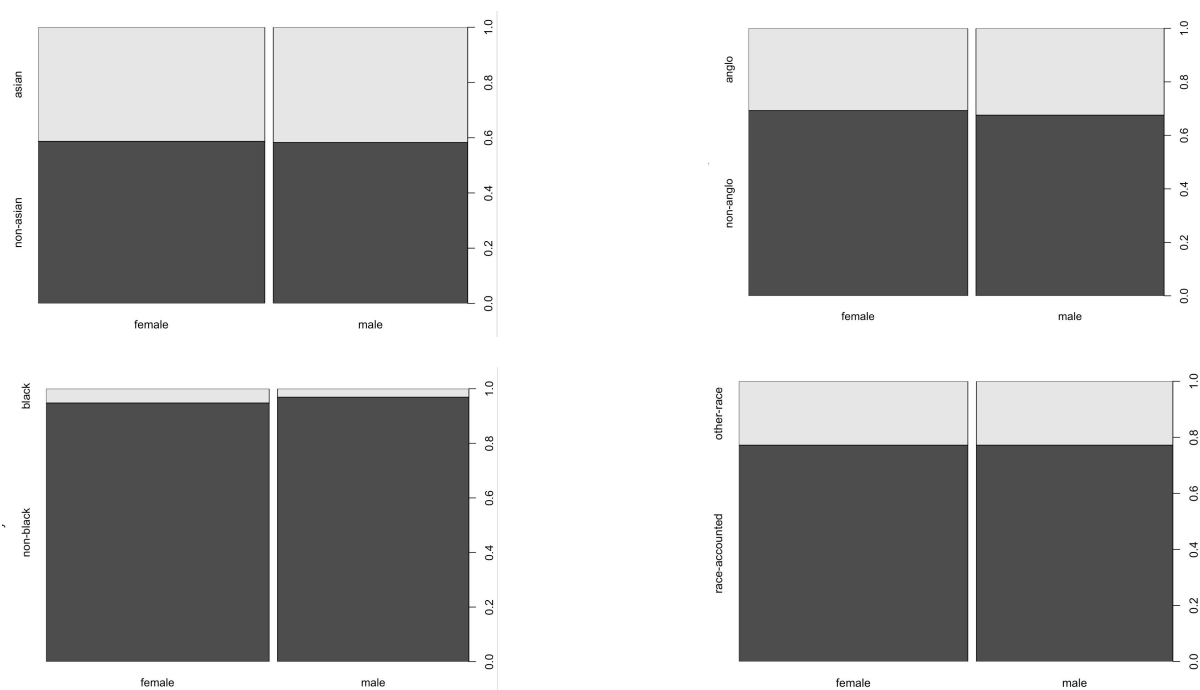 asian
non-asian
0.0 0.2 0.4 0.6 0.8 1.0
female male
anglo
non-anglo
0.0 0.2 0.4 0.6 0.8 1.0
female male
black
non-black
0.0 0.2 0.4 0.6 0.8 1.0
female male
other-race
race-accounted
0.0 0.2 0.4 0.6 0.8 1.0
female male